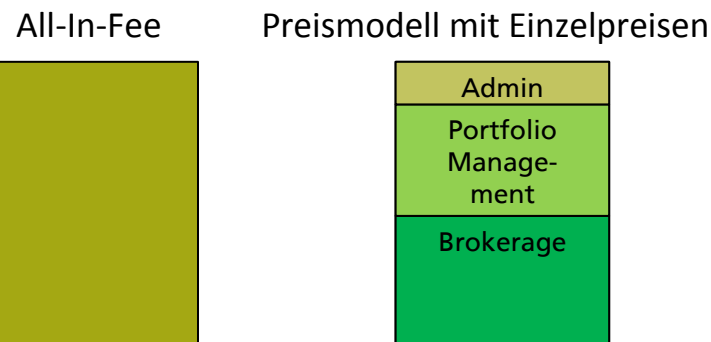 All-In-Fee
Preismodell mit Einzelpreisen
Admin
Portfolio
Manage-
ment
Brokerage